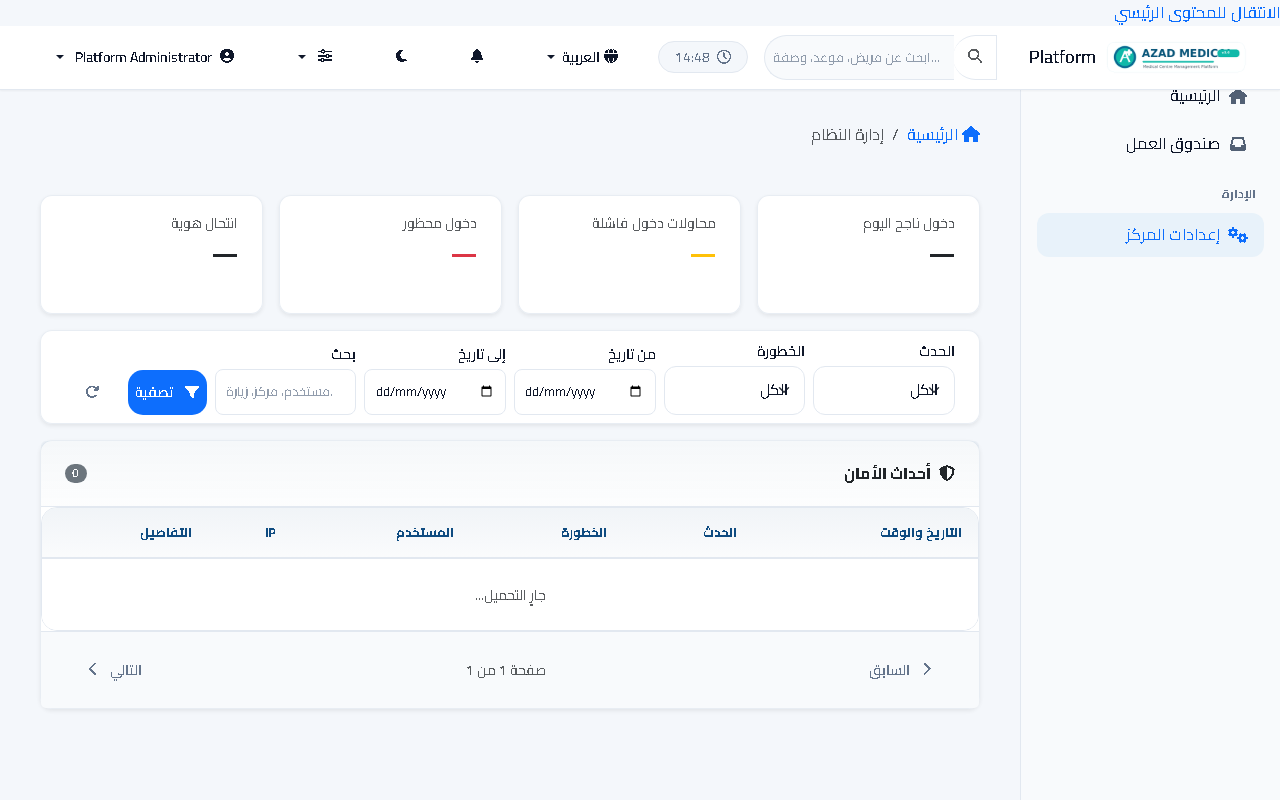 الانتقال للمحتوى الرئيسي
AZAD MEDIC
Medical Centre Management Platform
Platform
ابحث عن مريض، موعد، وصفة...
14:48
العربية
Platform Administrator
الرئيسية
صندوق العمل
الإدارة
إعدادات المركز
الرئيسية / إدارة النظام
دخول ناجح اليوم
—
محاولات دخول فاشلة
—
دخول محظور
—
انتحال هوية
—
الحدث
الكل
الخطورة
الكل
من تاريخ
dd/mm/yyyy
إلى تاريخ
dd/mm/yyyy
بحث
مستخدم، مركز، زيارة.
تصفية
أحداث الأمان
0
التاريخ والوقت الحدث الخطورة المستخدم IP التفاصيل
جارٍ التحميل...
السابق
صفحة 1 من 1
التالي